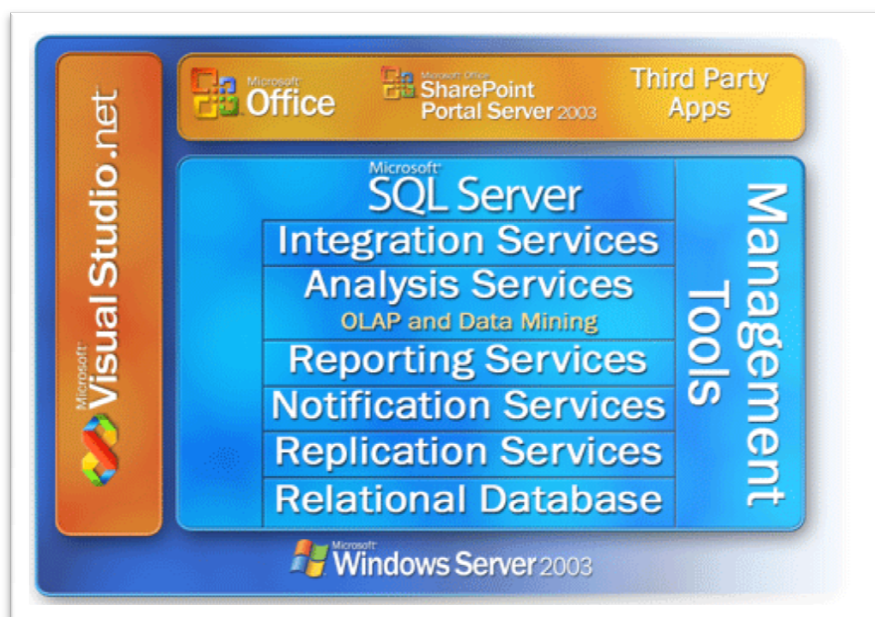 Microsoft
Visual Studio.net
Microsoft
Office
Microsoft Office
SharePoint
Portal Server 2003
Third Party
Apps
Microsoft
SQL Server
Integration Services
Analysis Services
OLAP and Data Mining
Reporting Services
Notification Services
Replication Services
Relational Database
Management
Tools
Microsoft
Windows Server 2003